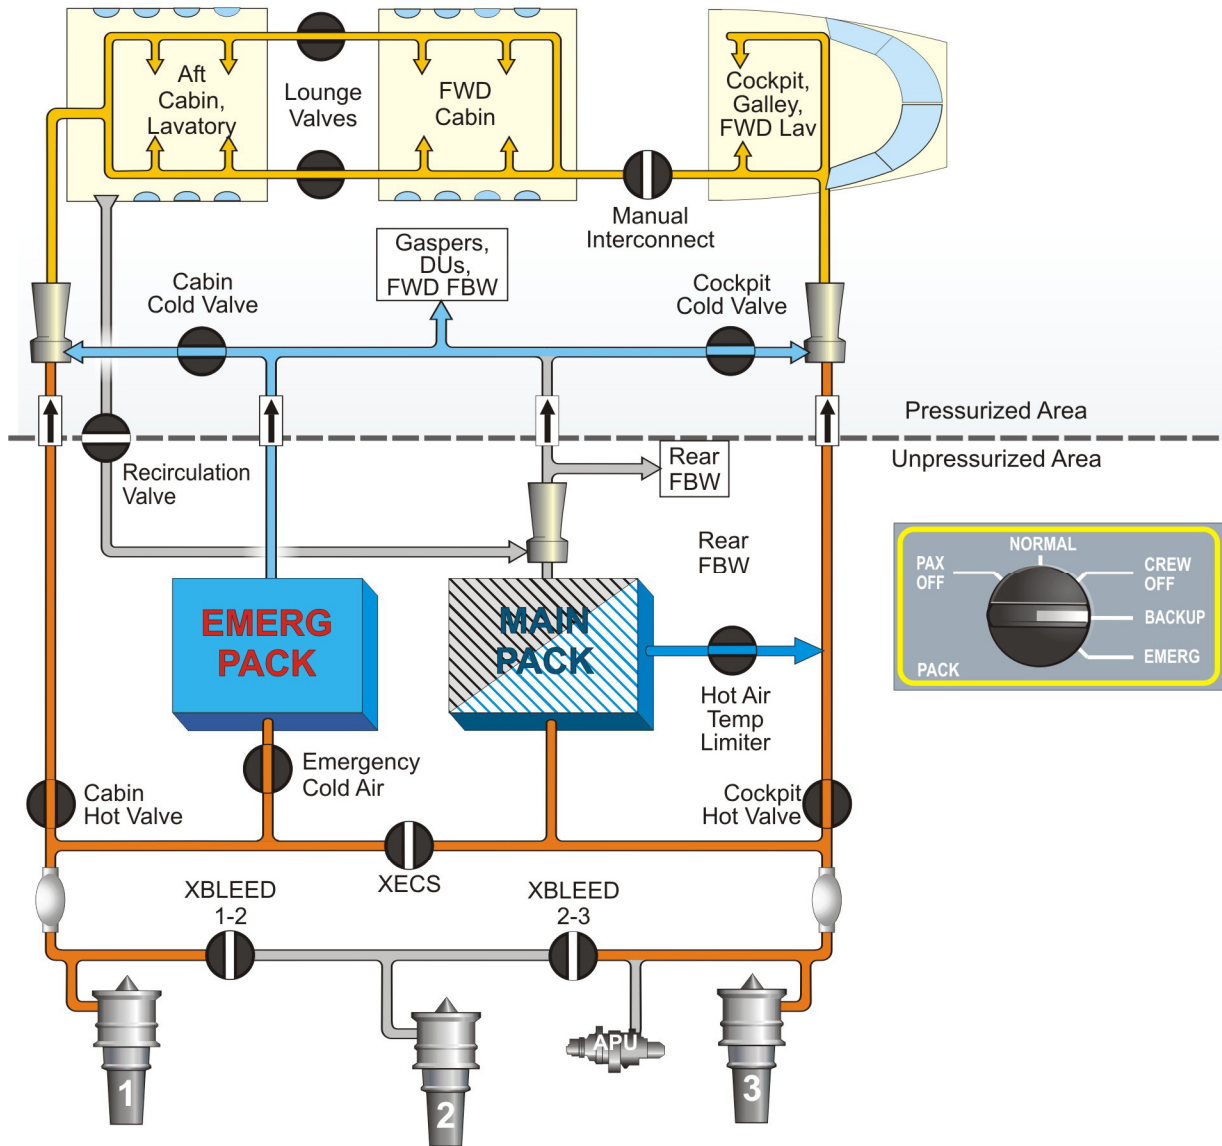 Aft
Cabin,
Lavatory
Lounge
Valves
FWD
Cabin
Cockpit,
Galley,
FWD Lav
Manual
Interconnect
Gaspers,
DUs,
FWD FBW
Cabin
Cold Valve
Cockpit
Cold Valve
Pressurized Area
Unpressurized Area
Recirculation
Valve
Rear
FBW
Rear
FBW
EMERG
PACK
MAIN
PACK
Hot Air
Temp
Limiter
NORMAL
PAX
OFF
CREW
OFF
BACKUP
EMERG
PACK
Emergency
Cold Air
Cabin
Hot Valve
Cockpit
Hot Valve
XECS
XBLEED
1-2
XBLEED
2-3
1
2
APU
3